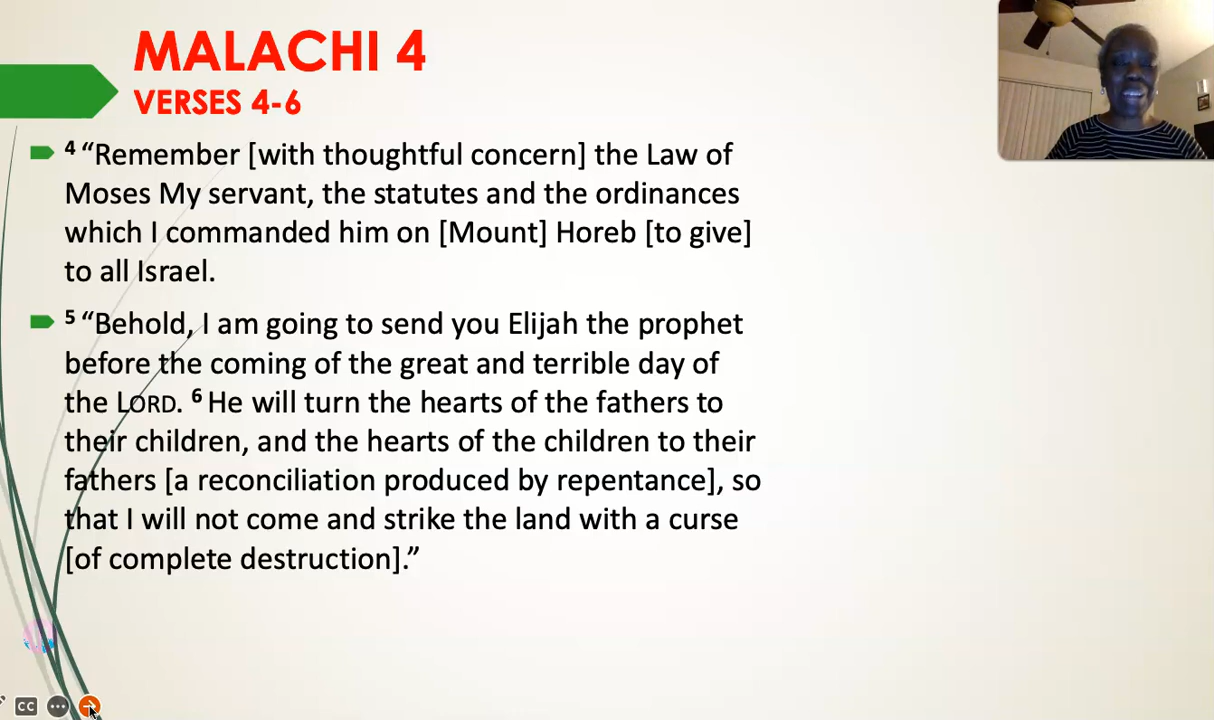 MALACHI 4
VERSES 4-6
4 “Remember [with thoughtful concern] the Law of
Moses My servant, the statutes and the ordinances
which I commanded him on [Mount] Horeb [to give]
to all Israel.
5 “Behold, I am going to send you Elijah the prophet
before the coming of the great and terrible day of
the LORD. 6 He will turn the hearts of the fathers to
their children, and the hearts of the children to their
fathers [a reconciliation produced by repentance], so
that I will not come and strike the land with a curse
[of complete destruction].”
CC